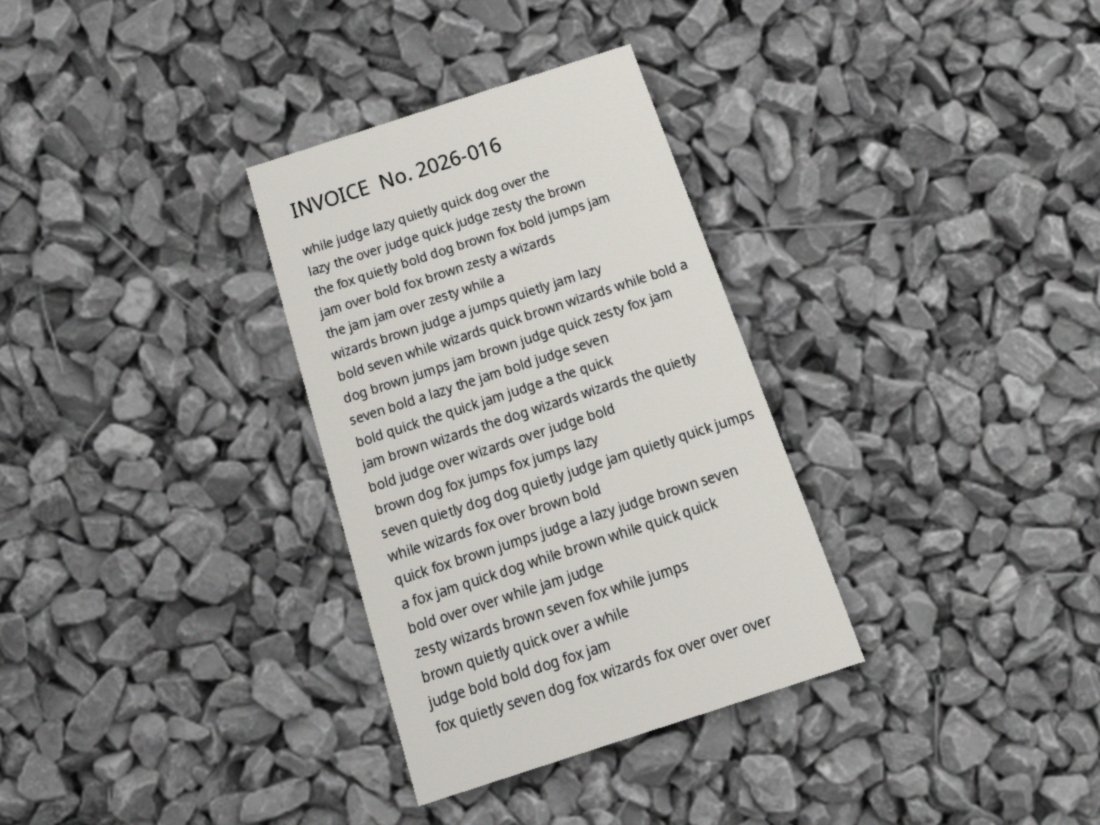 INVOICE No. 2026-016
while judge lazy quietly quick dog over the
lazy the over judge quick judge zesty the brown
the fox quietly bold dog brown fox bold jumps jam
jam over bold fox brown zesty a wizards
the jam jam over zesty while a
wizards brown judge a jumps quietly jam lazy
bold seven while wizards quick brown wizards while bold a
dog brown jumps jam brown judge quick zesty fox jam
seven bold a lazy the jam bold judge seven
bold quick the quick jam judge a the quick
jam brown wizards the dog wizards wizards the quietly
bold judge over wizards over judge bold
brown dog fox jumps fox jumps lazy
seven quietly dog dog quietly judge jam quietly quick jumps
while wizards fox over brown bold
quick fox brown jumps judge a lazy judge brown seven
a fox jam quick dog while brown while quick quick
bold over over while jam judge
zesty wizards brown seven fox while jumps
brown quietly quick over a while
judge bold bold dog fox jam
fox quietly seven dog fox wizards fox over over over